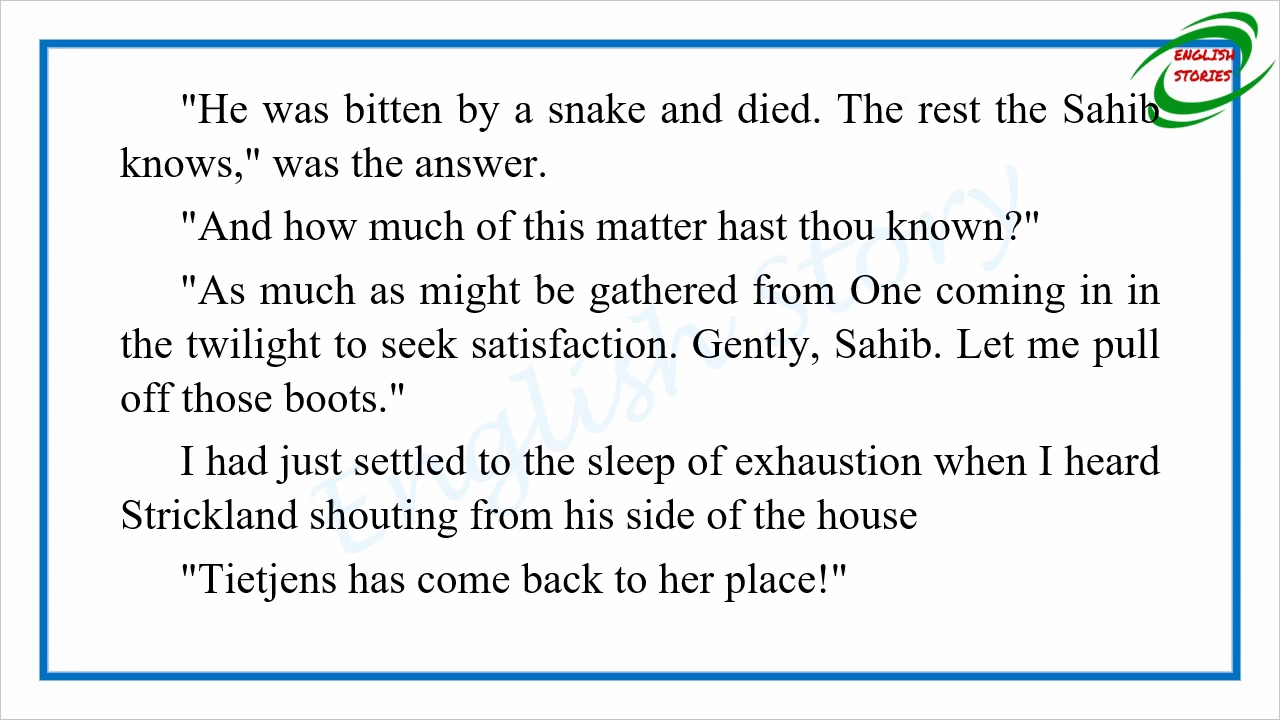 ENGLISH
STORIES
"He was bitten by a snake and died. The rest the Sahib
knows," was the answer.
"And how much of this matter hast thou known?"
"As much as might be gathered from One coming in in
the twilight to seek satisfaction. Gently, Sahib. Let me pull
off those boots."
I had just settled to the sleep of exhaustion when I heard
Strickland shouting from his side of the house
"Tietjens has come back to her place!"
English story